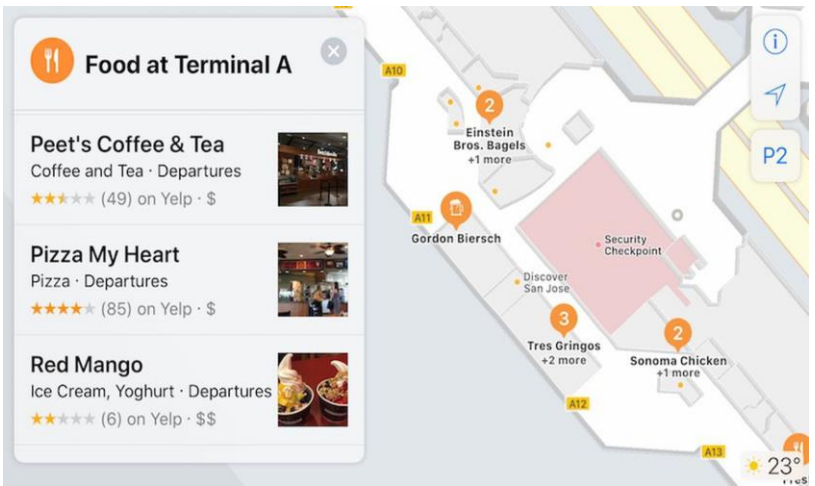 Food at Terminal A
Peet's Coffee & Tea
Coffee and Tea · Departures
(49) on Yelp · $
Pizza My Heart
Pizza · Departures
(85) on Yelp · $
Red Mango
Ice Cream, Yoghurt · Departures
(6) on Yelp · $$
A10
2
Einstein
Bros. Bagels
+1 more
A11
Gordon Biersch
Security
Checkpoint
Discover
San Jose
3
Tres Gringos
+2 more
2
Sonoma Chicken
+1 more
A12
A13
P2
23°